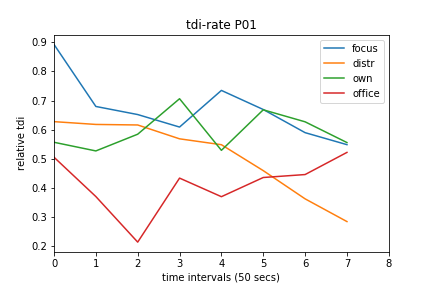 tdi-rate P01
focus
distr
own
office
relative tdi
0.9
0.8
0.7
0.6
0.5
0.4
0.3
0.2
0 1 2 3 4 5 6 7 8
time intervals (50 secs)